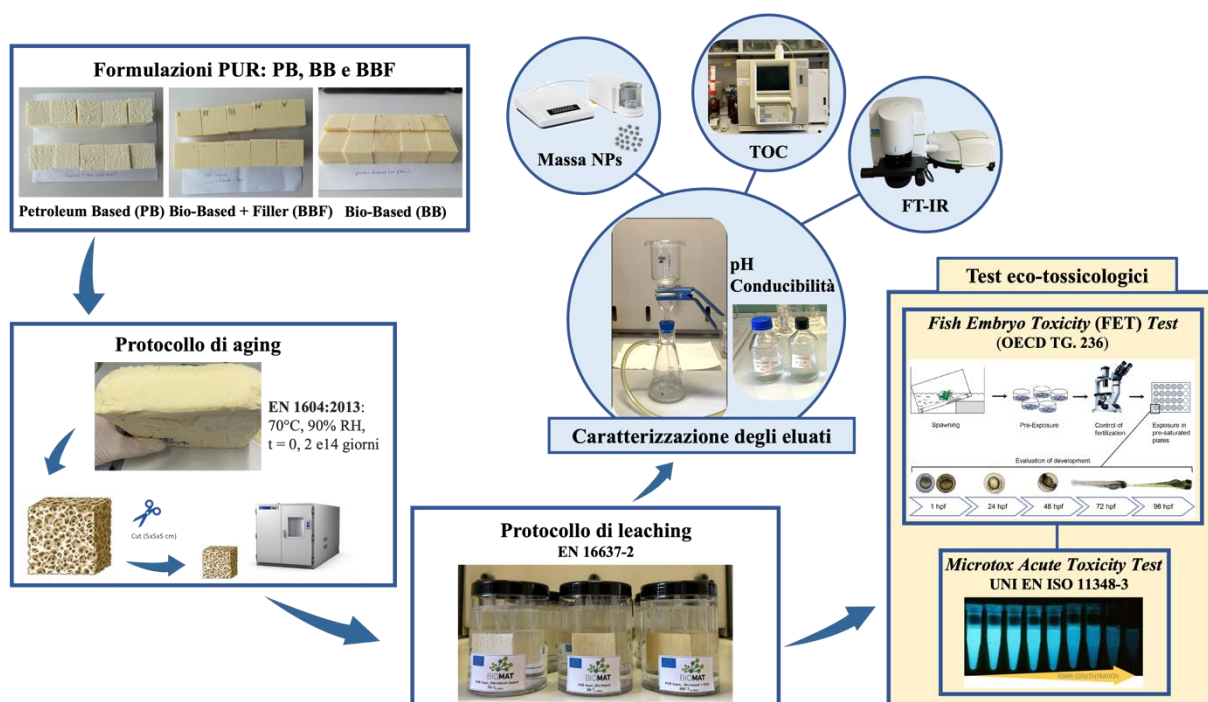 Formulazioni PUR: PB, BB e BBF
Petroleum Based (PB)
Bio-Based + Filler (BBF)
Bio-Based (BB)
Protocollo di aging
EN 1604:2013:
70°C, 90% RH,
t = 0, 2 e14 giorni
Cut (5x5x5 cm)
Protocollo di leaching
EN 16637-2
BIOMAT
BIOMAT
BIOMAT
Massa NPs
TOC
FT-IR
pH
Conducibilità
Caratterizzazione degli eluati
Test eco-tossicologici
Fish Embryo Toxicity (FET) Test
(OECD TG. 236)
Spawning
Pre-Exposure
Control of
fertilization
Exposure in
pre-saturated
plates
Evaluation of development
1 hpf
24 hpf
48 hpf
72 hpf
96 hpf
Microtox Acute Toxicity Test
UNI EN ISO 11348-3
TOXIN CONCENTRATION